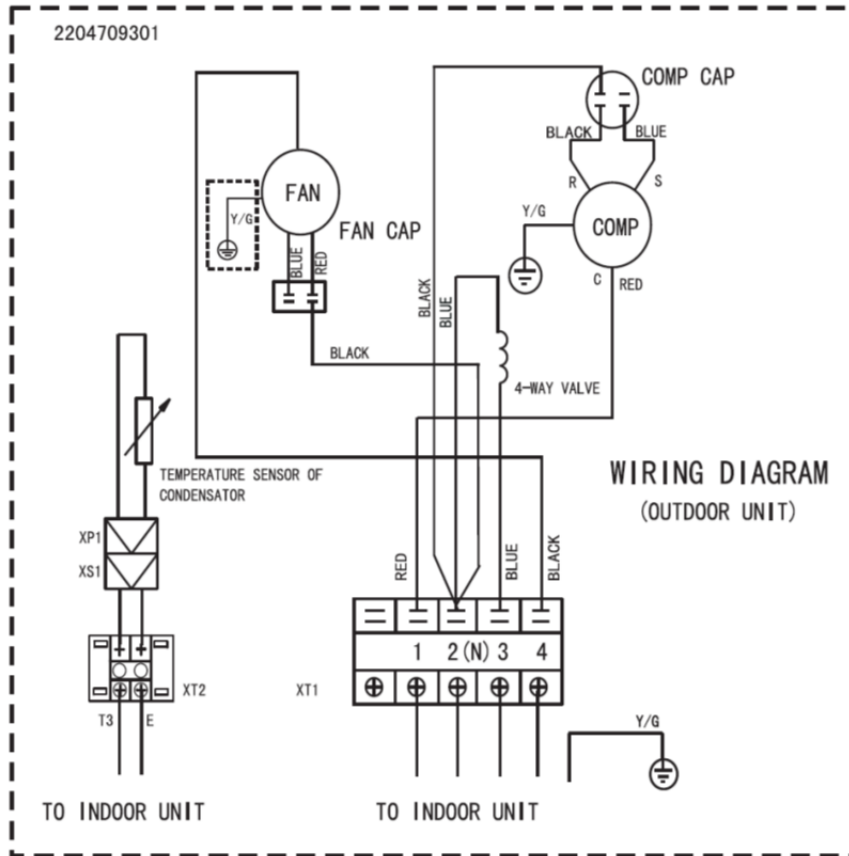 2204709301
COMP CAP
BLACK
BLUE
R
S
FAN
Y/G
FAN CAP
Y/G
COMP
BLUE
RED
C
RED
BLACK
BLUE
BLACK
4-WAY VALVE
TEMPERATURE SENSOR OF
CONDENSATOR
WIRING DIAGRAM
(OUTDOOR UNIT)
XP1
XS1
RED
BLUE
BLACK
1 2(N) 3 4
XT2
XT1
T3 E
Y/G
TO INDOOR UNIT
TO INDOOR UNIT